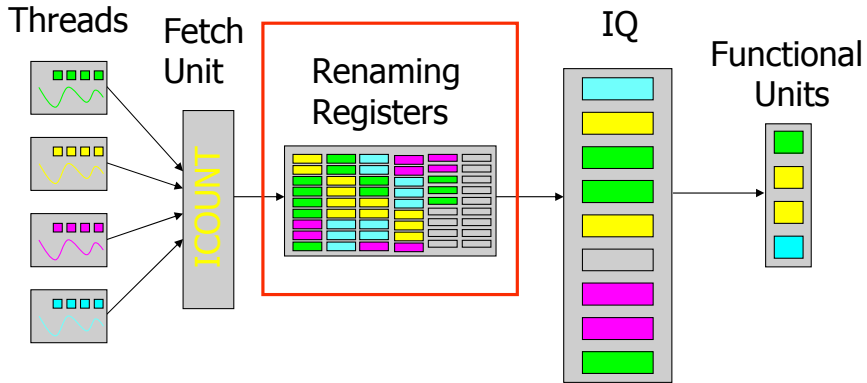 Threads
Fetch
Unit
ICOUNT
Renaming
Registers
IQ
Functional
Units